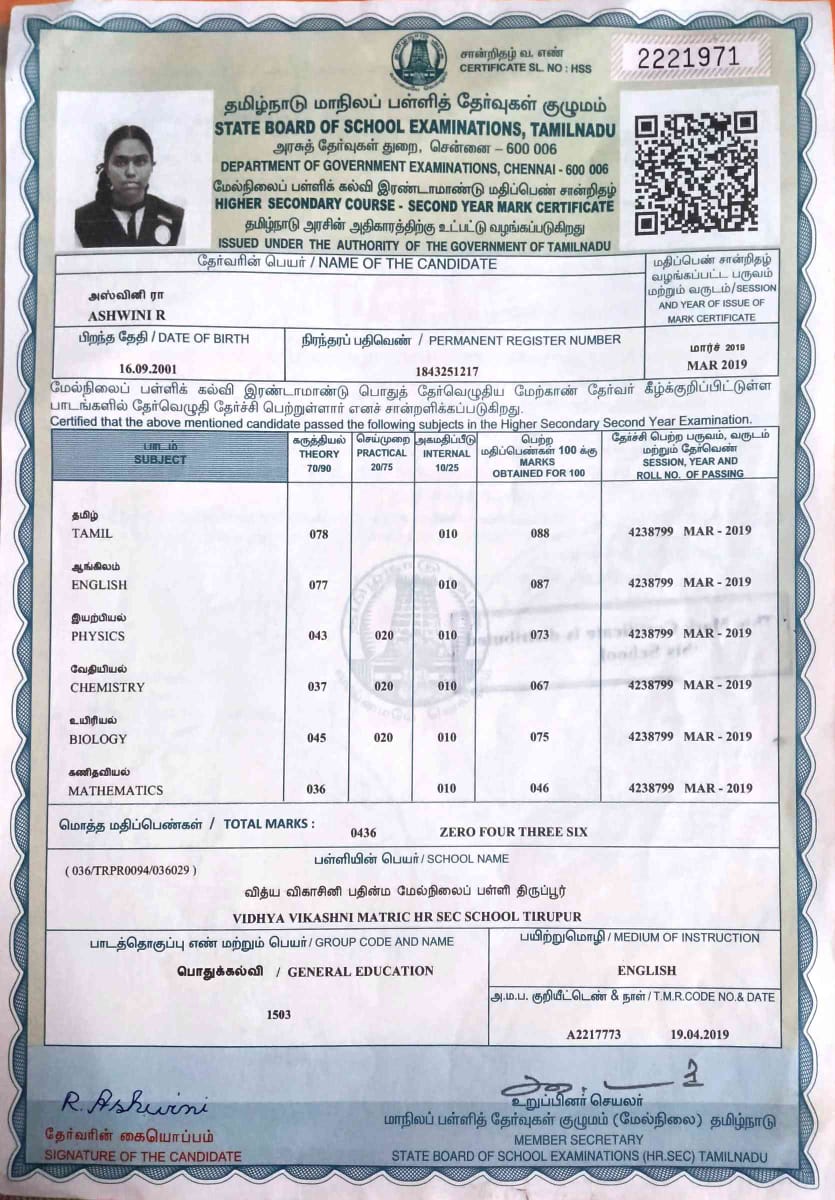 சான்றிதழ் வ. எண்
CERTIFICATE SL. NO : HSS
2221971
தமிழ்நாடு மாநிலப் பள்ளித் தேர்வுகள் குழுமம்
STATE BOARD OF SCHOOL EXAMINATIONS, TAMILNADU
அரசுத் தேர்வுகள் துறை, சென்னை – 600 006
DEPARTMENT OF GOVERNMENT EXAMINATIONS, CHENNAI - 600 006
மேல்நிலைப் பள்ளிக் கல்வி இரண்டாமாண்டு மதிப்பெண் சான்றிதழ்
HIGHER SECONDARY COURSE - SECOND YEAR MARK CERTIFICATE
தமிழ்நாடு அரசின் அதிகாரத்திற்கு உட்பட்டு வழங்கப்படுகிறது
ISSUED UNDER THE AUTHORITY OF THE GOVERNMENT OF TAMILNADU
தேர்வரின் பெயர் / NAME OF THE CANDIDATE
அஸ்வினி ரா
ASHWINI R
மதிப்பெண் சான்றிதழ்
வழங்கப்பட்ட பருவம்
மற்றும் வருடம்/SESSION
AND YEAR OF ISSUE OF
MARK CERTIFICATE
பிறந்த தேதி / DATE OF BIRTH
16.09.2001
நிரந்தரப் பதிவெண் / PERMANENT REGISTER NUMBER
1843251217
மார்ச் 2019
MAR 2019
மேல்நிலைப் பள்ளிக் கல்வி இரண்டாமாண்டு பொதுத் தேர்வெழுதிய மேற்காண் தேர்வர் கீழ்க்குறிப்பிட்டுள்ள
பாடங்களில் தேர்வெழுதி தேர்ச்சி பெற்றுள்ளார் எனச் சான்றளிக்கப்படுகிறது.
Certified that the above mentioned candidate passed the following subjects in the Higher Secondary Second Year Examination.
பாடம்
SUBJECT
கருத்தியல்
THEORY
70/90
செய்முறை
PRACTICAL
20/75
அகமதிப்பீடு
INTERNAL
10/25
பெற்ற
மதிப்பெண்கள் 100 க்கு
MARKS
OBTAINED FOR 100
தேர்ச்சி பெற்ற பருவம், வருடம்
மற்றும் தேர்வெண்
SESSION, YEAR AND
ROLL NO. OF PASSING
தமிழ்
TAMIL 078 010 088 4238799 MAR - 2019
ஆங்கிலம்
ENGLISH 077 010 087 4238799 MAR - 2019
இயற்பியல்
PHYSICS 043 020 010 073 4238799 MAR - 2019
வேதியியல்
CHEMISTRY 037 020 010 067 4238799 MAR - 2019
உயிரியல்
BIOLOGY 045 020 010 075 4238799 MAR - 2019
கணிதவியல்
MATHEMATICS 036 010 046 4238799 MAR - 2019
மொத்த மதிப்பெண்கள் / TOTAL MARKS :
0436 ZERO FOUR THREE SIX
பள்ளியின் பெயர் / SCHOOL NAME
( 036/TRPR0094/036029 )
வித்ய விகாசினி பதின்ம மேல்நிலைப் பள்ளி திருப்பூர்
VIDHYA VIKASHNI MATRIC HR SEC SCHOOL TIRUPUR
பாடத்தொகுப்பு எண் மற்றும் பெயர் / GROUP CODE AND NAME
பொதுக்கல்வி / GENERAL EDUCATION
1503
பயிற்றுமொழி / MEDIUM OF INSTRUCTION
ENGLISH
அ.ம.ப. குறியீட்டெண் & நாள் / T.M.R.CODE NO.& DATE
A2217773 19.04.2019
R. Ashwini
தேர்வரின் கையொப்பம்
SIGNATURE OF THE CANDIDATE
உறுப்பினர் செயலர்
மாநிலப் பள்ளித் தேர்வுகள் குழுமம் (மேல்நிலை) தமிழ்நாடு
MEMBER SECRETARY
STATE BOARD OF SCHOOL EXAMINATIONS (HR.SEC) TAMILNADU